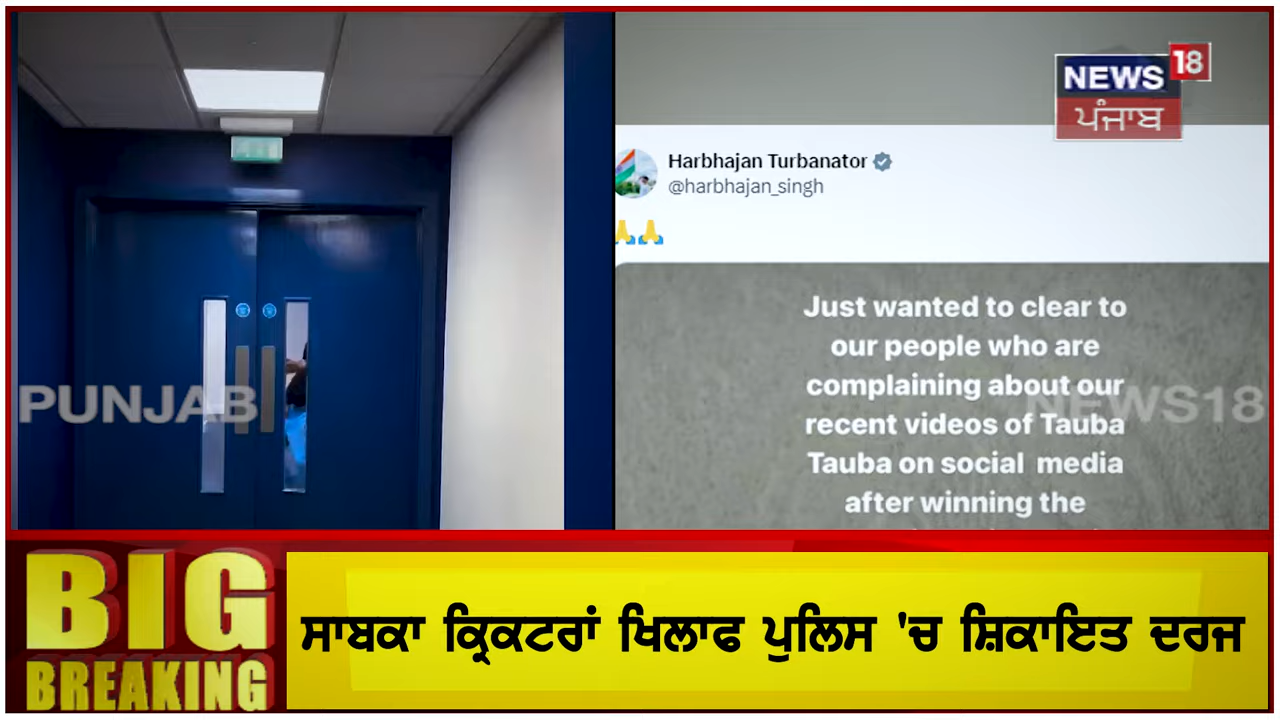 NEWS 18
ਪੰਜਾਬ
Harbhajan Turbanator
@harbhajan_singh
🙏🙏
Just wanted to clear to
our people who are
complaining about our
recent videos of Tauba
Tauba on social media
after winning the
PUNJAB
NEWS18
BIG
BREAKING
ਸਾਬਕਾ ਕ੍ਰਿਕਟਰਾਂ ਖਿਲਾਫ ਪੁਲਿਸ 'ਚ ਸ਼ਿਕਾਇਤ ਦਰਜ